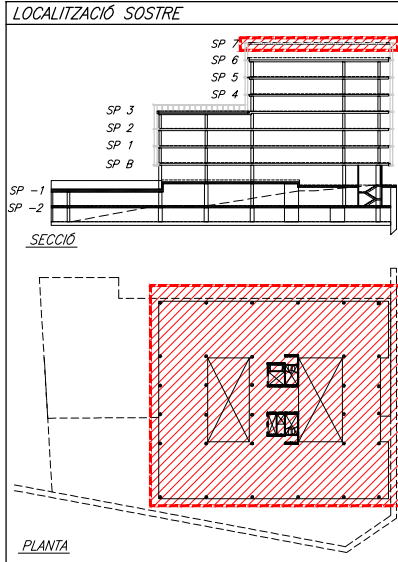 LOCALITZACIÓ SOSTRE
SP 7
SP 6
SP 5
SP 4
SP 3
SP 2
SP 1
SP B
SP -1
SP -2
SECCIÓ
PLANTA